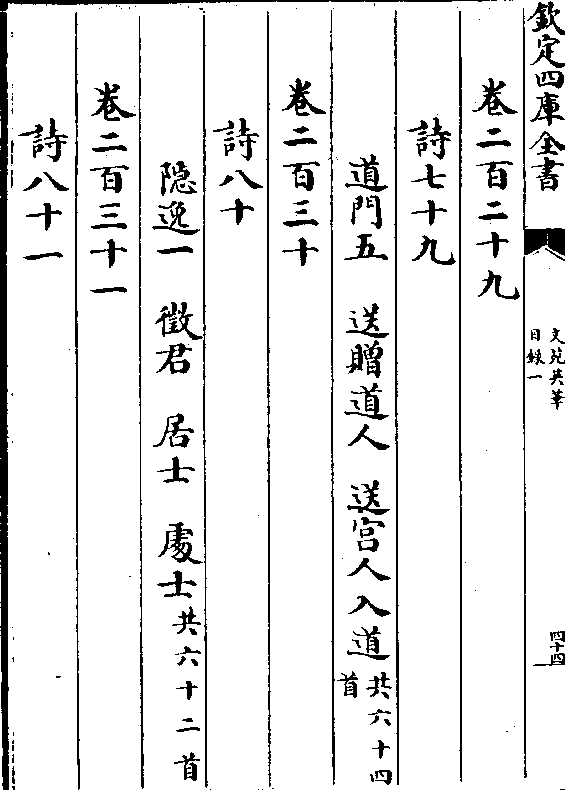 欽定四庫全書
文苑英華
目錄一
四十四
卷二百二十九
詩七十九
道門五 送贈道人 送宫人入道共六十四首
卷二百三十
詩八十
隠逸一 徵君 居士 處士共六十二首
卷二百三十一
詩八十一